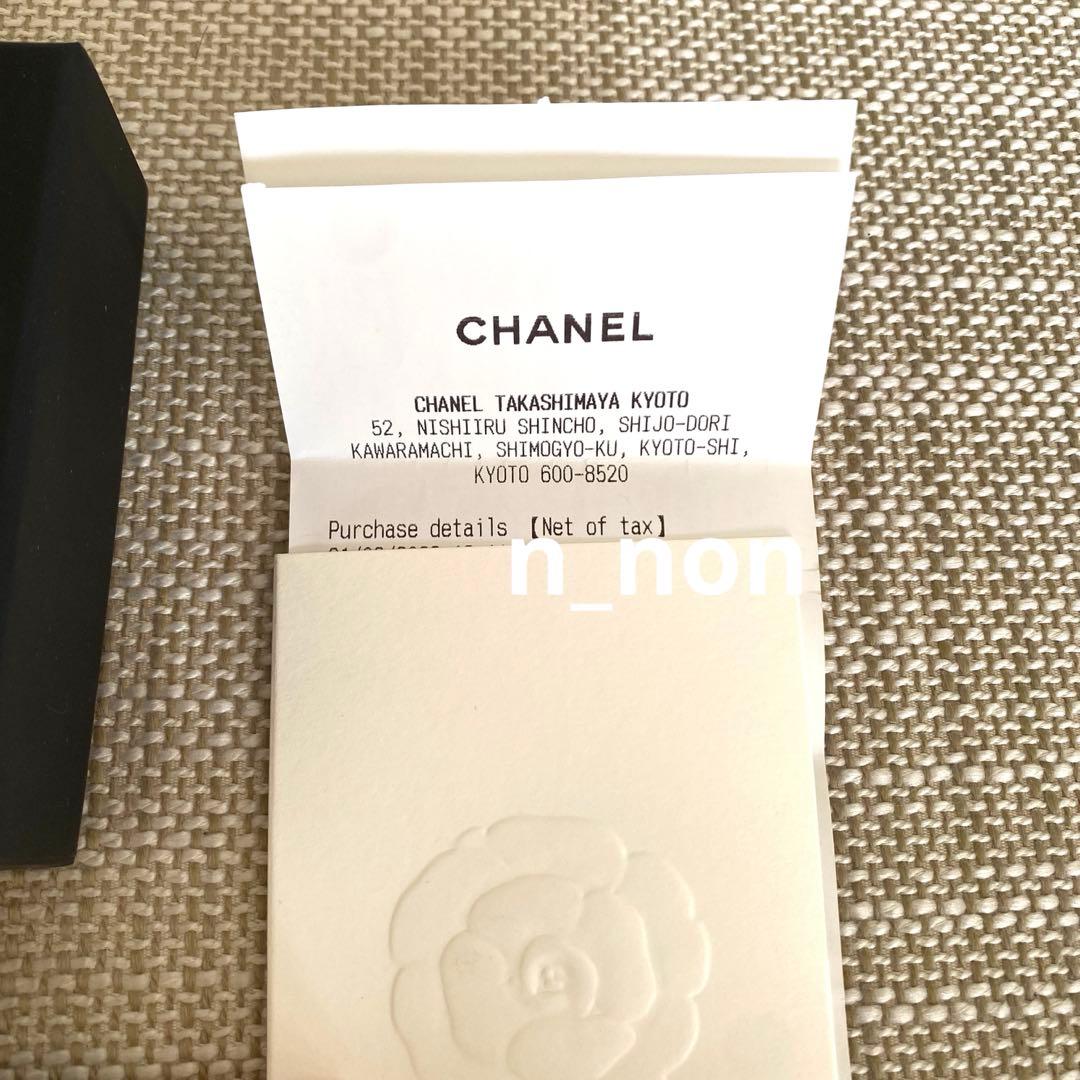 CHANEL
CHANEL TAKASHIMAYA KYOTO
52, NISHIIRU SHINCHO, SHIJO-DORI
KAWARAMACHI, SHIMOGYO-KU, KYOTO-SHI,
KYOTO 600-8520
Purchase details 【Net of tax】
n_non